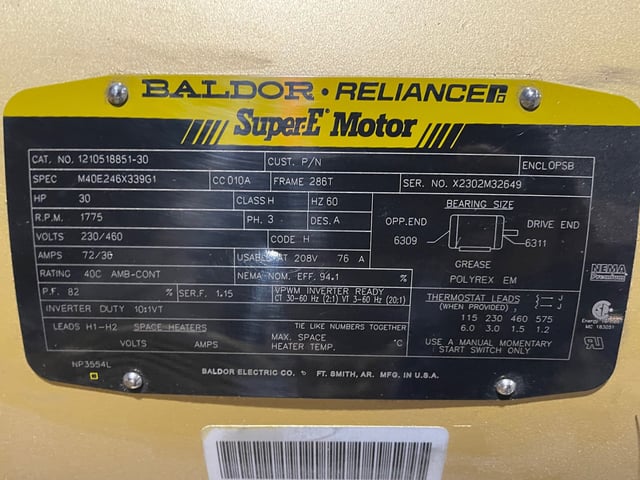 BALDOR · RELIANCE
Super-E Motor
CAT. NO. 1210518851-30 CUST. P/N ENCL OPSB
SPEC M40E246X339G1 CC 010A FRAME 286T SER. NO. X2302M32649
HP 30 CLASS H HZ 60
R.P.M. 1775 PH. 3 DES. A
VOLTS 230/460 CODE H
AMPS 72/36 USABLE AT 208V 76 A
RATING 40C AMB-CONT NEMA-NOM. EFF. 94.1 %
P.F. 82 % SER.F. 1.15 VPWM INVERTER READY
CT 30-60 Hz (2:1) VT 3-60 Hz (20:1)
INVERTER DUTY 10:1VT
LEADS H1-H2 SPACE HEATERS TIE LIKE NUMBERS TOGETHER
VOLTS AMPS MAX. SPACE HEATER TEMP. °C
BEARING SIZE
OPP.END DRIVE END
6309 6311
GREASE
POLYREX EM
THERMOSTAT LEADS J
(WHEN PROVIDED) J
115 230 460 575
6.0 3.0 1.5 1.2
USE A MANUAL MOMENTARY
START SWITCH ONLY
NEMA
Premium
Energy
MC 183051
NP3554L
BALDOR ELECTRIC CO. FT. SMITH, AR. MFG. IN U.S.A.